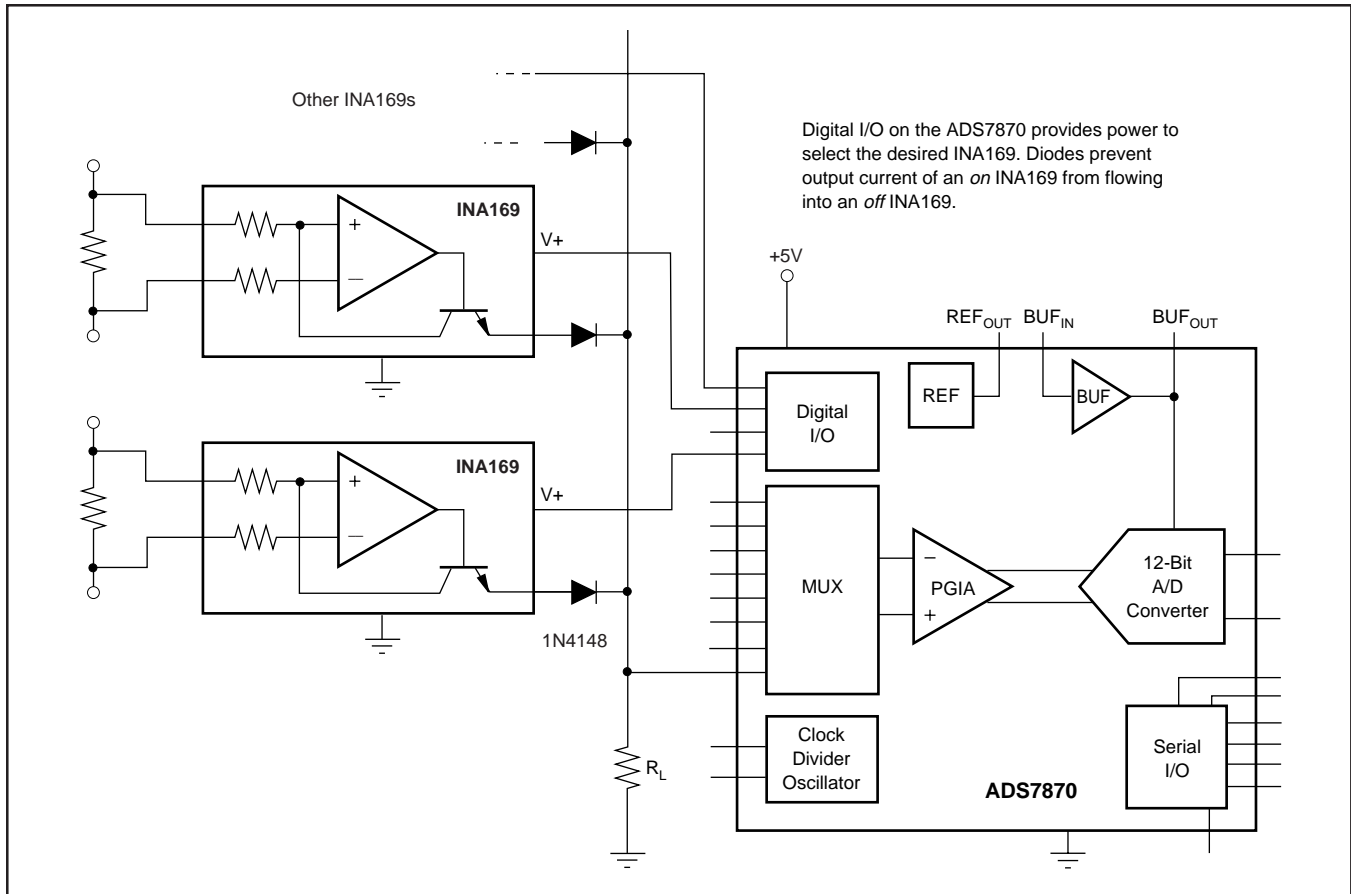 Other INA169s
Digital I/O on the ADS7870 provides power to
select the desired INA169. Diodes prevent
output current of an on INA169 from flowing
into an off INA169.
INA169
+
—
V+
+5V
REFOUT
BUFIN
BUFOUT
REF
BUF
Digital
I/O
INA169
+
—
V+
MUX
−
PGIA
+
12-Bit
A/D
Converter
1N4148
RL
Clock
Divider
Oscillator
Serial
I/O
ADS7870